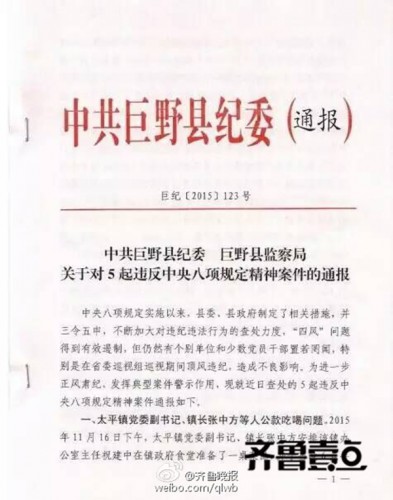 中共巨野县纪委（通报）
巨纪〔2015〕123号
中共巨野县纪委 巨野县监察局
关于对5起违反中央八项规定精神案件的通报
中央八项规定实施以来，县委、县政府制定了相关措施，并
三令五申，不断加大对违纪违法行为的查处力度，“四风”问题
得到有效遏制，但仍然有个别单位和少数党员干部置若罔闻，特
别是在省委巡视组巡视期间顶风违纪，造成不良影响。为进一步
正风肃纪，发挥典型案件警示作用，现就近日查处的5起违反中
央八项规定精神案件通报如下。
一、太平镇党委副书记、镇长张中方等人公款吃喝问题。2015
年11月16日下午，太平镇党委副书记、镇长张中方安排该镇办
公室主任祝建中在镇政府食堂准备了一桌
齐鲁壹点
- 1 -
@齐鲁晚报
weibo.com/qlwb